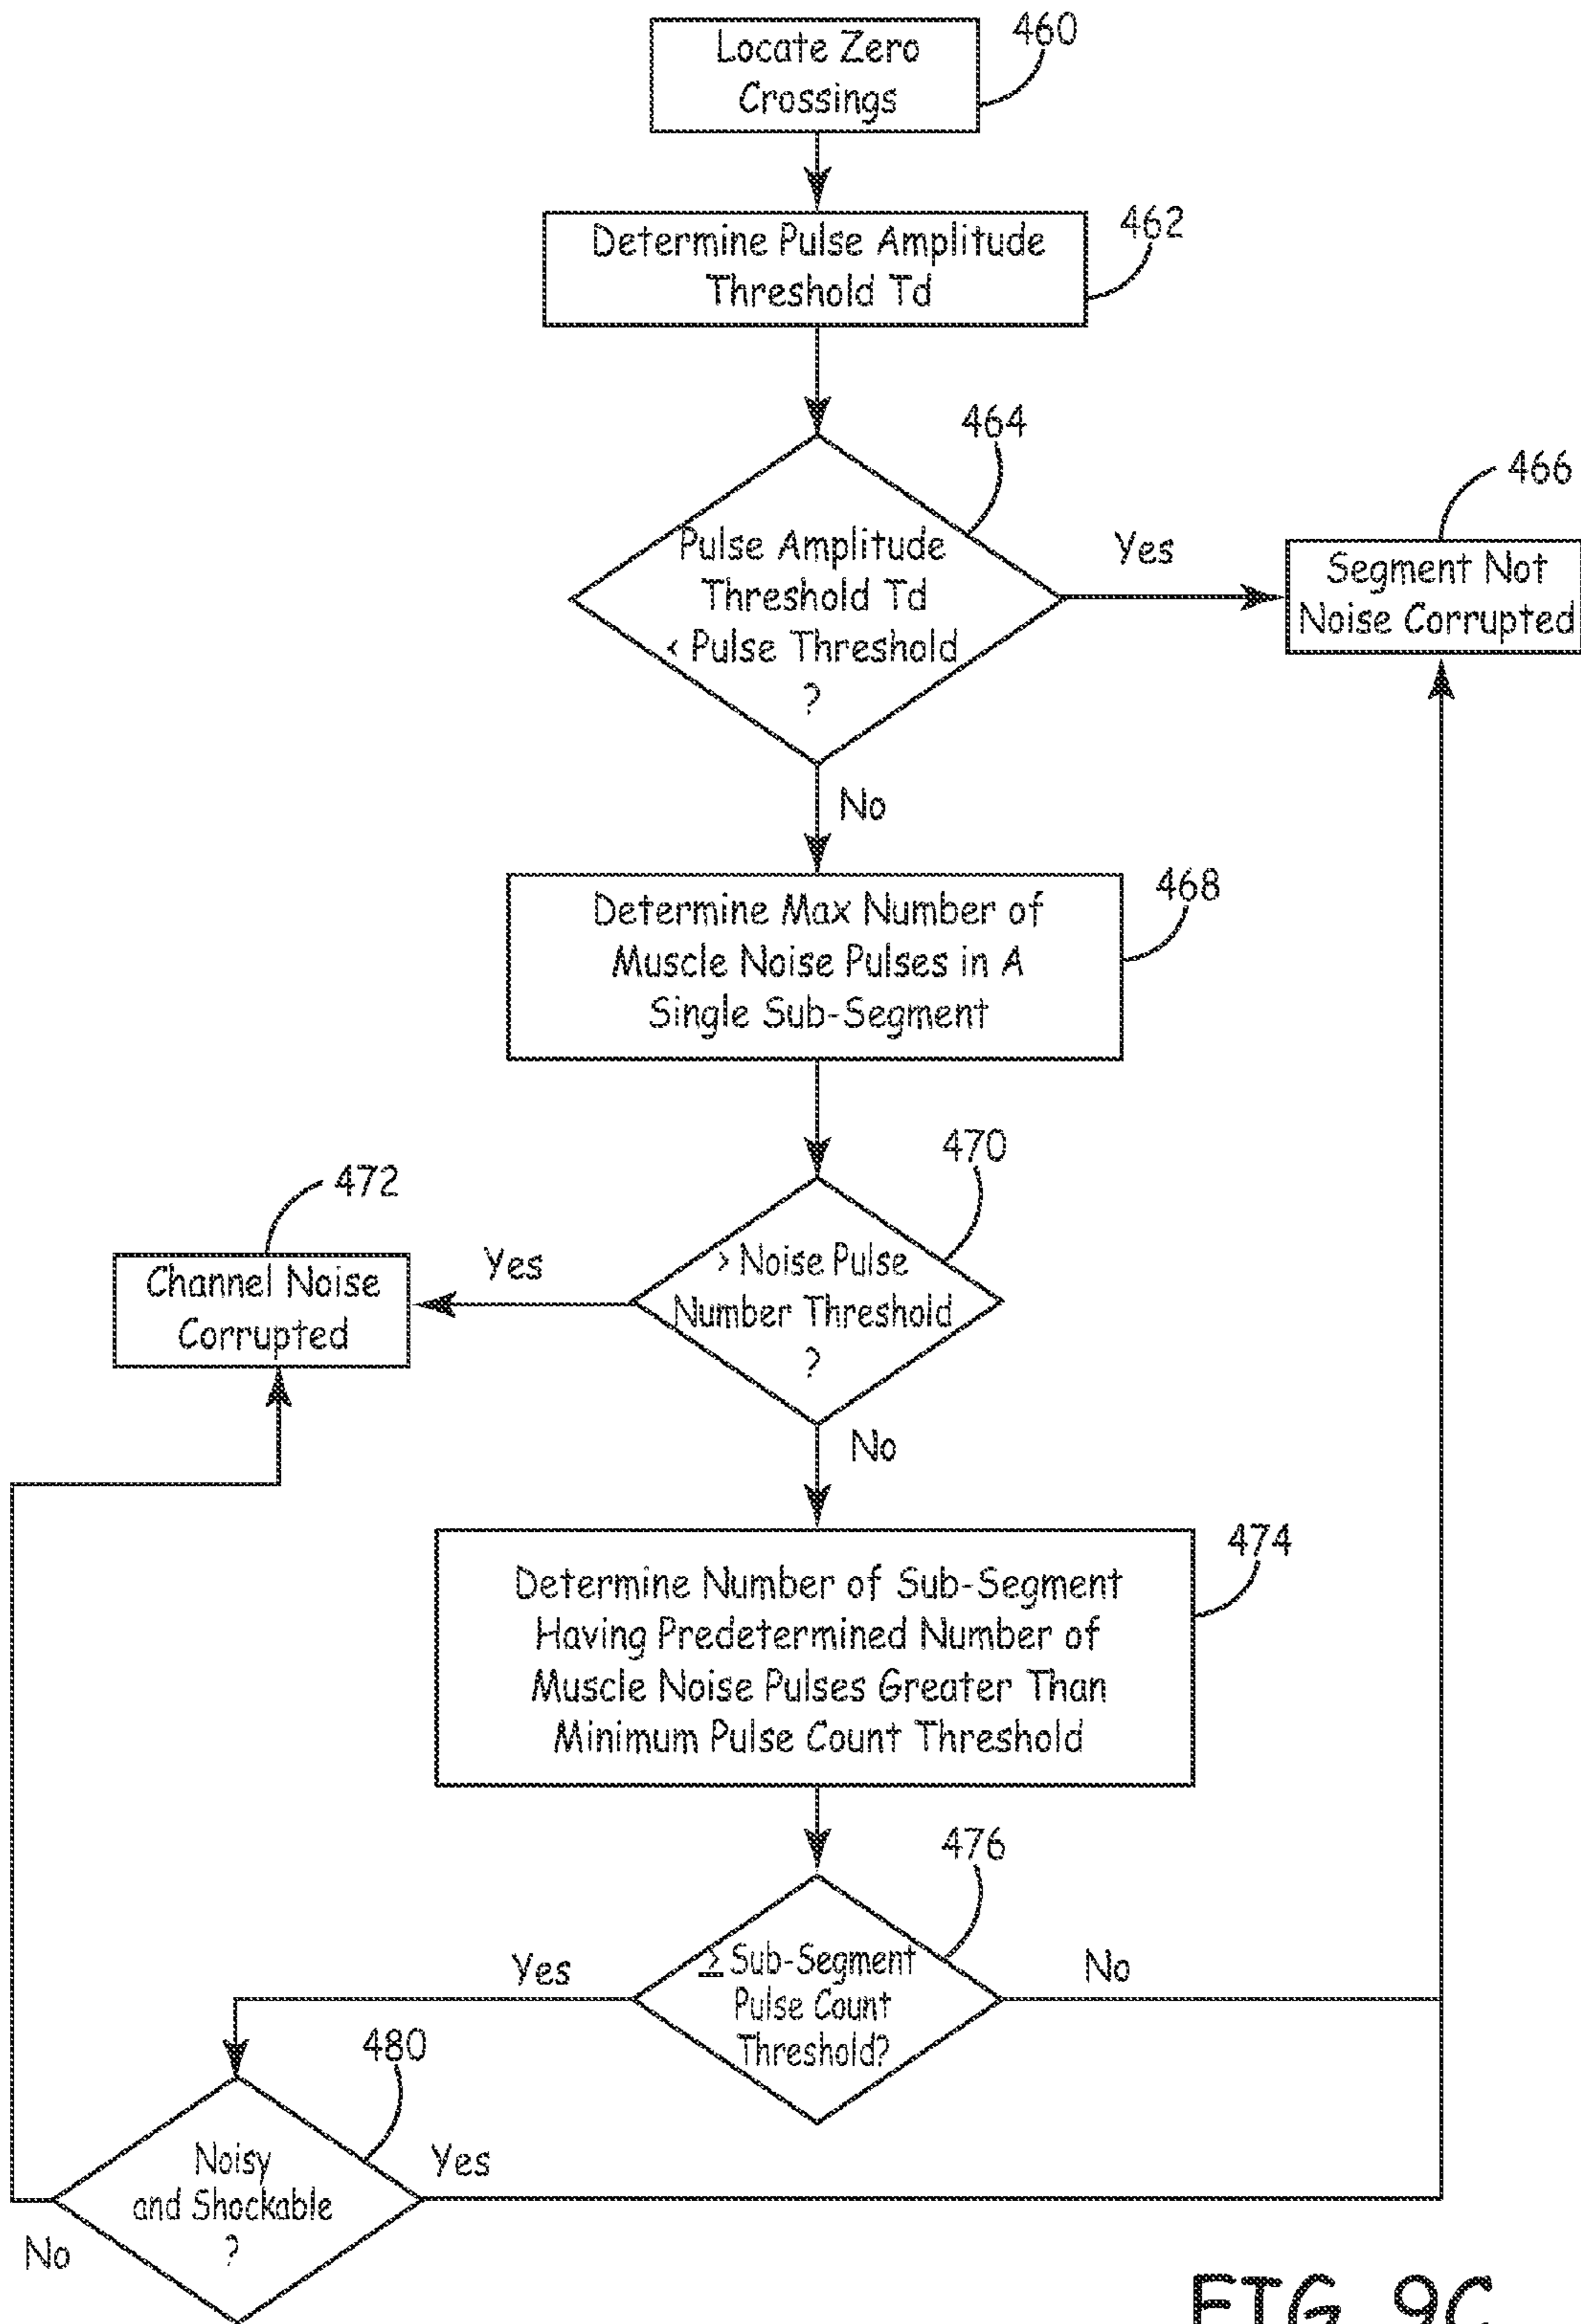 Locate Zero
Crossings
460
Determine Pulse Amplitude
Threshold Td
462
464
Pulse Amplitude
Threshold Td
< Pulse Threshold
?
Yes
466
Segment Not
Noise Corrupted
No
468
Determine Max Number of
Muscle Noise Pulses in A
Single Sub-Segment
470
472
> Noise Pulse
Number Threshold
?
Yes
Channel Noise
Corrupted
No
474
Determine Number of Sub-Segment
Having Predetermined Number of
Muscle Noise Pulses Greater Than
Minimum Pulse Count Threshold
476
≥ Sub-Segment
Pulse Count
Threshold?
Yes
No
480
Noisy
and Shockable
?
Yes
No
FIG. 9C